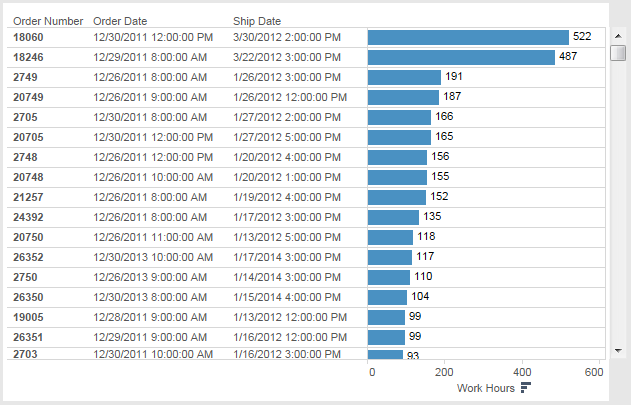 Order Number Order Date Ship Date
18060 12/30/2011 12:00:00 PM 3/30/2012 2:00:00 PM 522
18246 12/29/2011 8:00:00 AM 3/22/2012 3:00:00 PM 487
2749 12/26/2011 8:00:00 AM 1/26/2012 3:00:00 PM 191
20749 12/26/2011 9:00:00 AM 1/26/2012 12:00:00 PM 187
2705 12/30/2011 8:00:00 AM 1/27/2012 2:00:00 PM 166
20705 12/30/2011 12:00:00 PM 1/27/2012 5:00:00 PM 165
2748 12/26/2011 12:00:00 PM 1/20/2012 4:00:00 PM 156
20748 12/26/2011 10:00:00 AM 1/20/2012 1:00:00 PM 155
21257 12/26/2011 8:00:00 AM 1/19/2012 4:00:00 PM 152
24392 12/26/2011 8:00:00 AM 1/17/2012 3:00:00 PM 135
20750 12/26/2011 11:00:00 AM 1/13/2012 5:00:00 PM 118
26352 12/30/2013 10:00:00 AM 1/17/2014 3:00:00 PM 117
2750 12/26/2013 9:00:00 AM 1/14/2014 3:00:00 PM 110
26350 12/30/2013 8:00:00 AM 1/15/2014 4:00:00 PM 104
19005 12/28/2011 9:00:00 AM 1/13/2012 12:00:00 PM 99
26351 12/29/2011 9:00:00 AM 1/16/2012 12:00:00 PM 99
2703 12/30/2011 10:00:00 AM 1/16/2012 3:00:00 PM 93
0 200 400 600
Work Hours